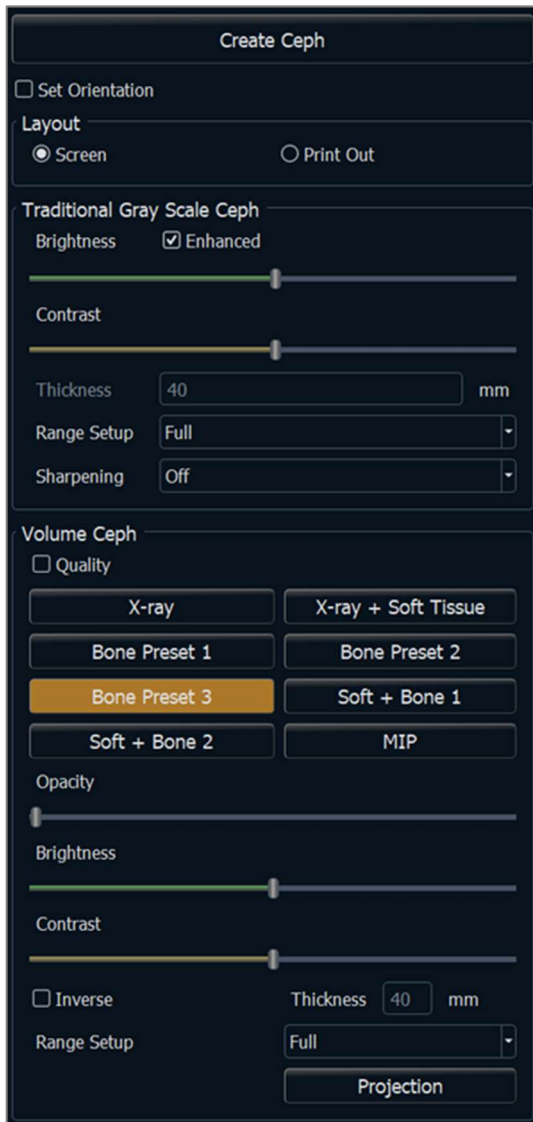 Create Ceph
Set Orientation
Layout
Screen Print Out
Traditional Gray Scale Ceph
Brightness Enhanced
Contrast
Thickness 40 mm
Range Setup Full
Sharpening Off
Volume Ceph
Quality
X-ray X-ray + Soft Tissue
Bone Preset 1 Bone Preset 2
Bone Preset 3 Soft + Bone 1
Soft + Bone 2 MIP
Opacity
Brightness
Contrast
Inverse Thickness 40 mm
Range Setup Full
Projection